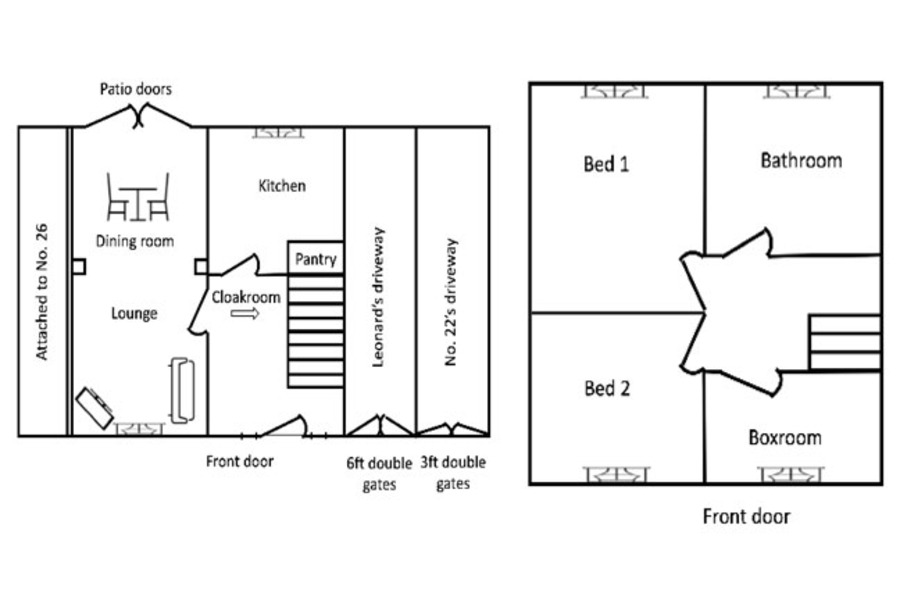 Patio doors
Kitchen
Dining room
Pantry
Cloakroom
Lounge
Attached to No. 26
Leonard's driveway
No. 22's driveway
Front door
6ft double
gates
3ft double
gates
Bed 1
Bathroom
Bed 2
Boxroom
Front door